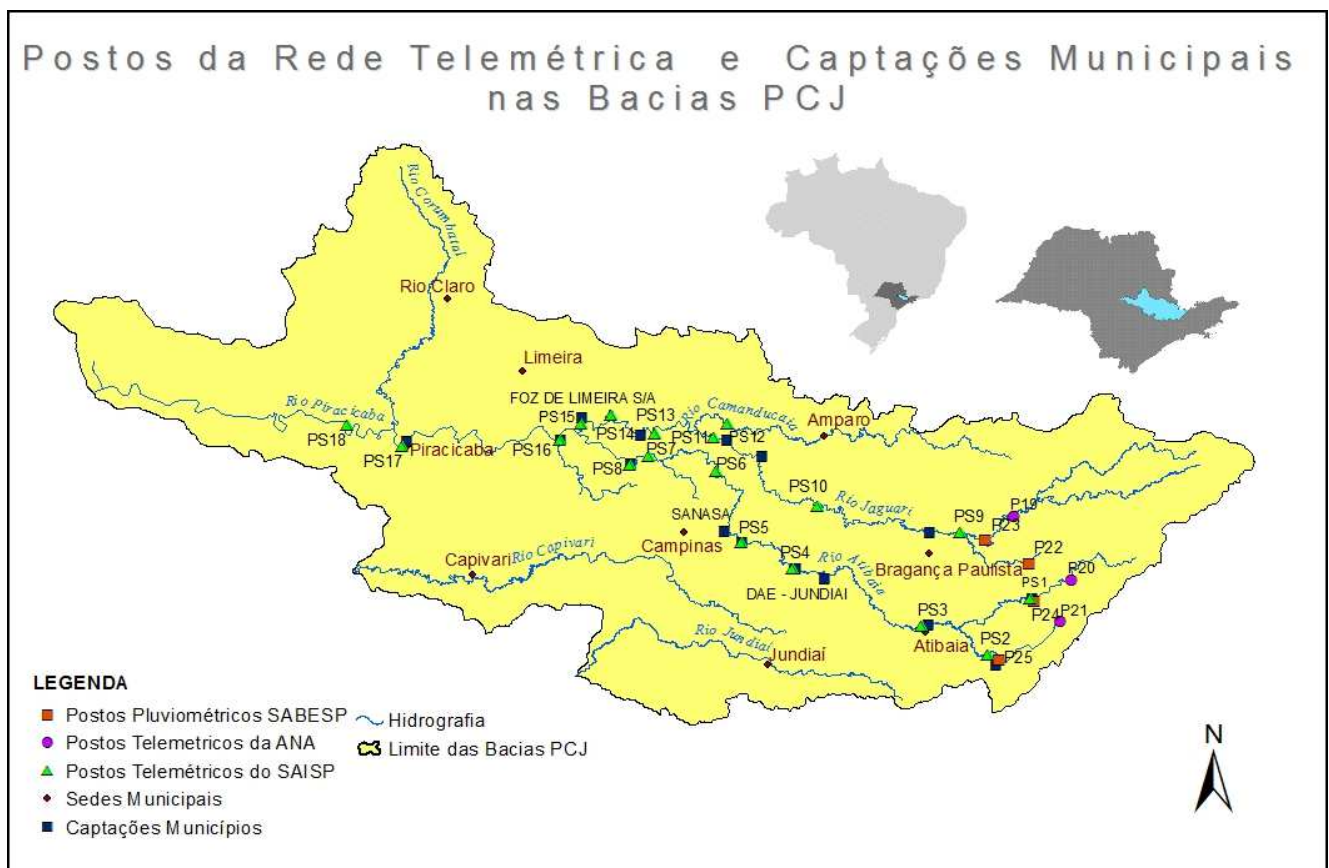 Postos da Rede Telemétrica e Captações Municipais
nas Bacias PCJ
Rio Corumbataí
Rio Claro
Limeira
FOZ DE LIMEIRA S/A
Rio Piracicaba
PS18
PS17
Piracicaba
PS16
PS15
PS14
PS13
Rio Camanducaia
PS11
PS12
Amparo
PS8
PS7
PS6
PS10
Rio Jaguari
PS9
P19
P23
SANASA
Campinas
PS5
PS4
Rio Atibaia
Bragança Paulista
P22
P20
Capivari
Rio Capivari
DAE - JUNDIAI
PS1
P24
P21
PS3
Atibaia
PS2
P25
Rio Jundiaí
Jundiaí
LEGENDA
Postos Pluviométricos SABESP
Postos Telemetricos da ANA
Postos Telemétricos do SAISP
Sedes Municipais
Captações Municípios
Hidrografia
Limite das Bacias PCJ
N